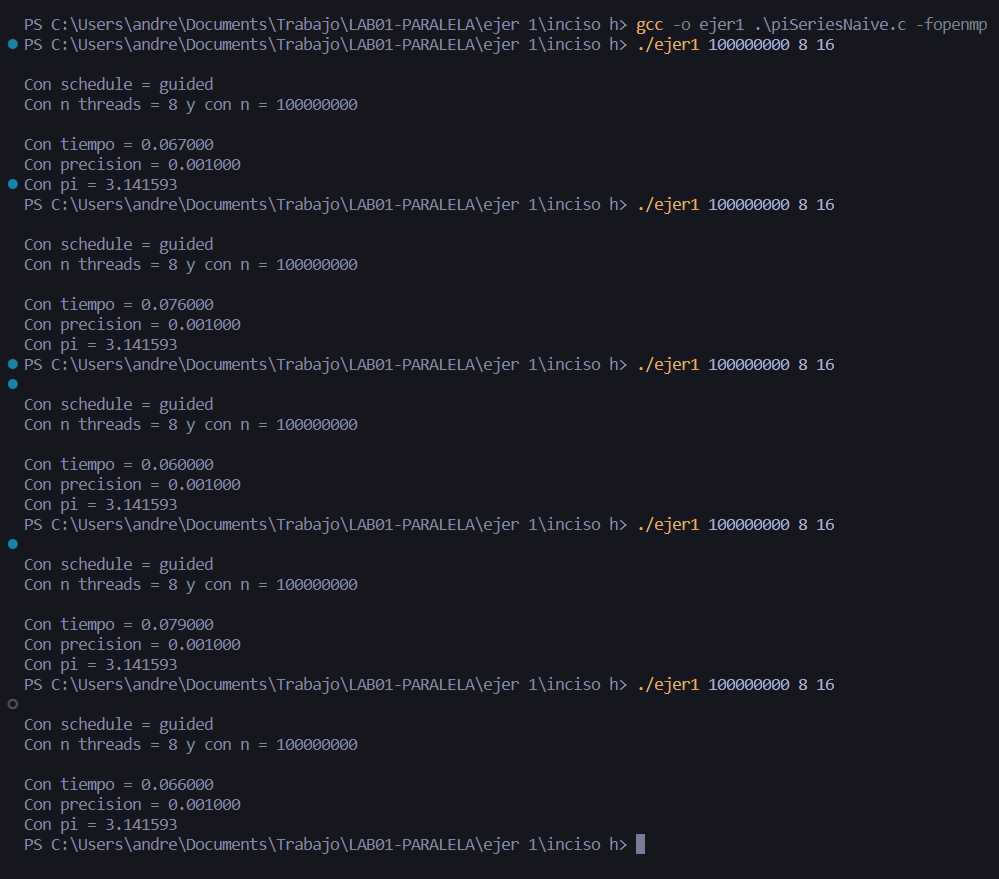 PS C:\Users\andre\Documents\Trabajo\LAB01-PARALELA\ejer 1\inciso h> gcc -o ejer1 .\piSeriesNaive.c -fopenmp
PS C:\Users\andre\Documents\Trabajo\LAB01-PARALELA\ejer 1\inciso h> ./ejer1 100000000 8 16
Con schedule = guided
Con n threads = 8 y con n = 100000000
Con tiempo = 0.067000
Con precision = 0.001000
Con pi = 3.141593
PS C:\Users\andre\Documents\Trabajo\LAB01-PARALELA\ejer 1\inciso h> ./ejer1 100000000 8 16
Con schedule = guided
Con n threads = 8 y con n = 100000000
Con tiempo = 0.076000
Con precision = 0.001000
Con pi = 3.141593
PS C:\Users\andre\Documents\Trabajo\LAB01-PARALELA\ejer 1\inciso h> ./ejer1 100000000 8 16
Con schedule = guided
Con n threads = 8 y con n = 100000000
Con tiempo = 0.060000
Con precision = 0.001000
Con pi = 3.141593
PS C:\Users\andre\Documents\Trabajo\LAB01-PARALELA\ejer 1\inciso h> ./ejer1 100000000 8 16
Con schedule = guided
Con n threads = 8 y con n = 100000000
Con tiempo = 0.079000
Con precision = 0.001000
Con pi = 3.141593
PS C:\Users\andre\Documents\Trabajo\LAB01-PARALELA\ejer 1\inciso h> ./ejer1 100000000 8 16
Con schedule = guided
Con n threads = 8 y con n = 100000000
Con tiempo = 0.066000
Con precision = 0.001000
Con pi = 3.141593
PS C:\Users\andre\Documents\Trabajo\LAB01-PARALELA\ejer 1\inciso h>